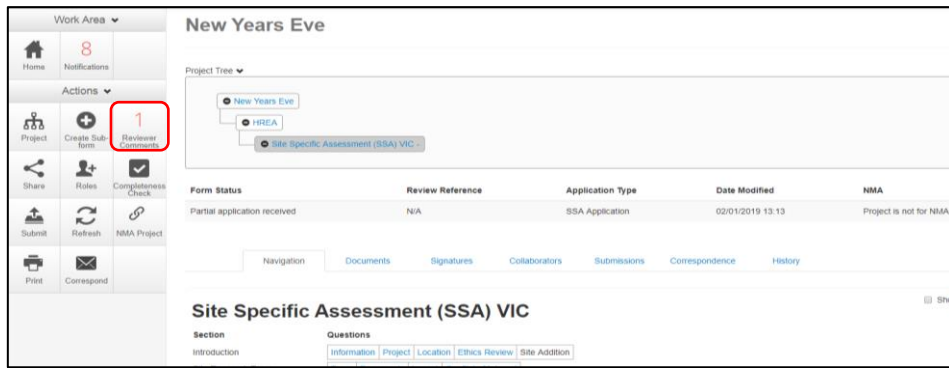 Work Area
New Years Eve
8
Home
Notifications
Project Tree
Actions
New Years Eve
HREA
Site Specific Assessment (SSA) VIC -
1
Project
Create Sub-form
Reviewer Comments
Share
Roles
Completeness Check
Form Status Review Reference Application Type Date Modified NMA
Partial application received N/A SSA Application 02/01/2019 13:13 Project is not for NMA
Submit
Refresh
NMA Project
Navigation Documents Signatures Collaborators Submissions Correspondence History
Print
Correspond
Site Specific Assessment (SSA) VIC
Section Questions
Introduction Information Project Location Ethics Review Site Addition